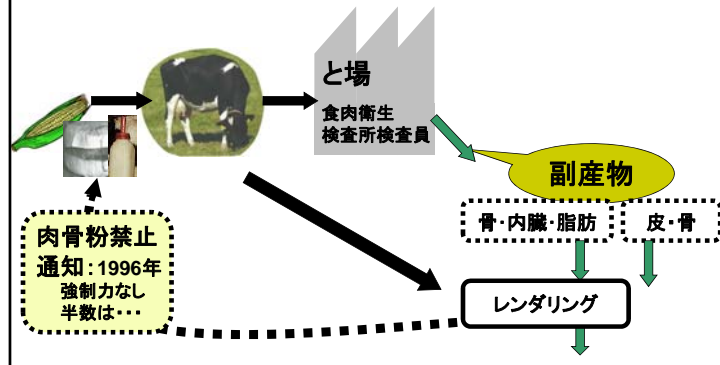 と場
食肉衛生
検査所検査員
副産物
骨・内臓・脂肪
皮・骨
肉骨粉禁止
通知：1996年
強制力なし
半数は・・・
レンダリング